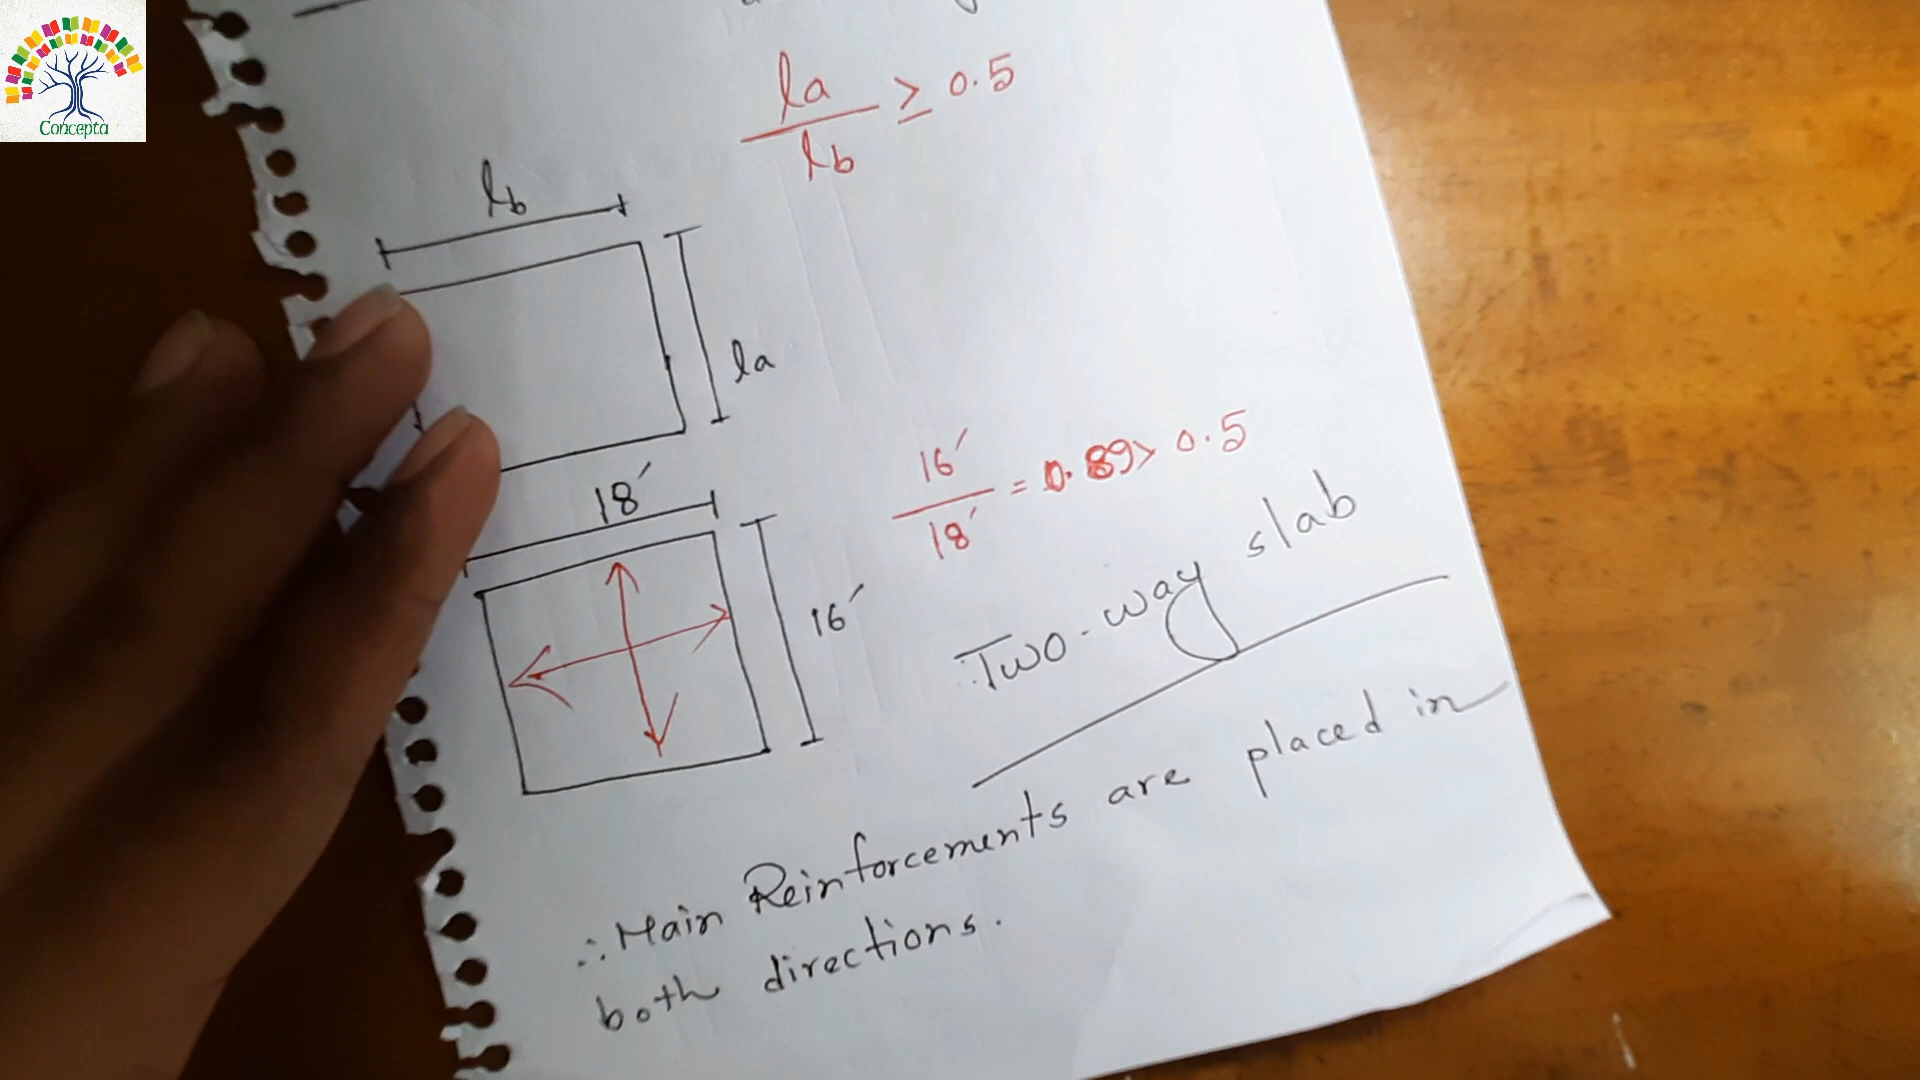 Concepta
la/lb ≥ 0.5
lb
la
18'
16'
16'/18' = 0.89 > 0.5
Two-way slab
∴ Main Reinforcements are placed in
both directions.